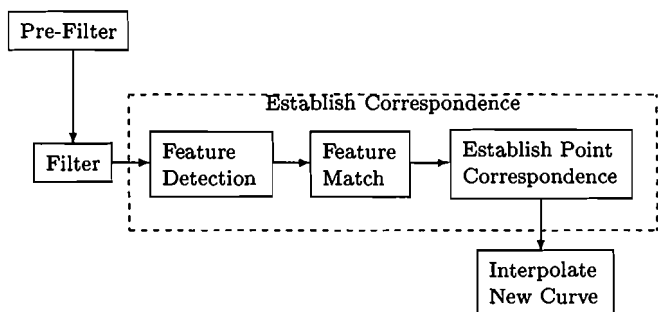 Pre-Filter
Establish Correspondence
Filter
Feature
Detection
Feature
Match
Establish Point
Correspondence
Interpolate
New Curve